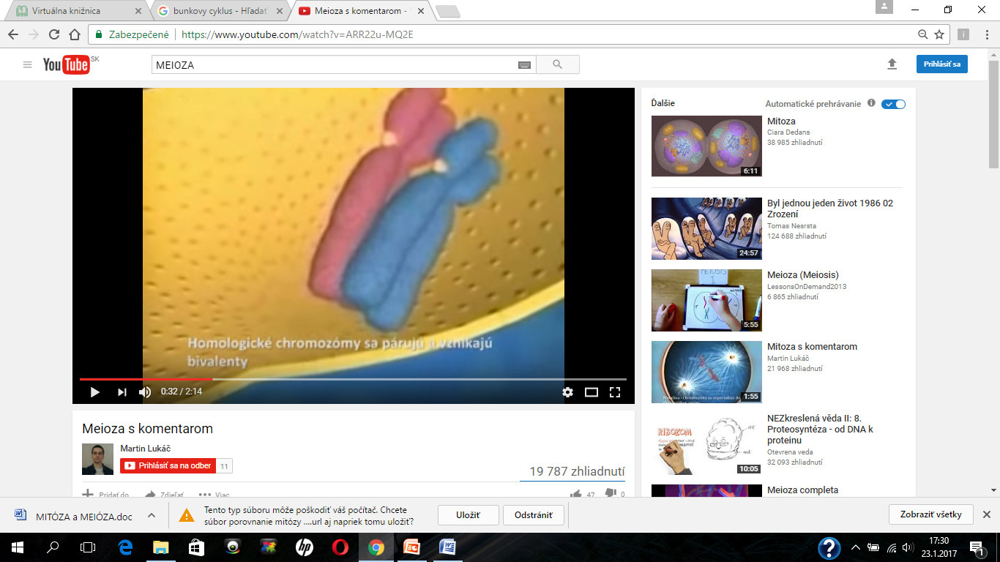 Virtuálna knižnica
bunkovy cyklus - Hľadať
Meioza s komentarom -
Zabezpečené
https://www.youtube.com/watch?v=ARR22u-MQ2E
YouTube SK
MEIOZA
Prihlásiť sa
Homologické chromozómy sa párujú a vznikajú
bivalenty
0:32 / 2:14
Meioza s komentarom
Martin Lukáč
Prihlásiť sa na odber 11
19 787 zhliadnutí
Pridať do
Zdieľať
Viac
47
0
Ďalšie
Automatické prehrávanie
Mitoza
Ciara Dedans
38 985 zhliadnutí
6:11
Byl jednou jeden život 1986 02
Zrození
Tomas Nesrsta
124 688 zhliadnutí
24:57
MEIOSIS
I
Meioza (Meiosis)
LessonsOnDemand2013
6 865 zhliadnutí
5:55
Mitoza s komentarom
Martin Lukáč
21 968 zhliadnutí
1:55
RIBOZOM
NEZkreslená věda II: 8.
Proteosyntéza - od DNA k
proteinu
Otevrena veda
32 093 zhliadnutí
10:05
Meioza completa
MITÓZA a MEIÓZA.doc
Tento typ súboru môže poškodiť váš počítač. Chcete
súbor porovnanie mitózy ....url aj napriek tomu uložiť?
Uložiť
Odstrániť
Zobraziť všetky
17:30
23.1.2017
1